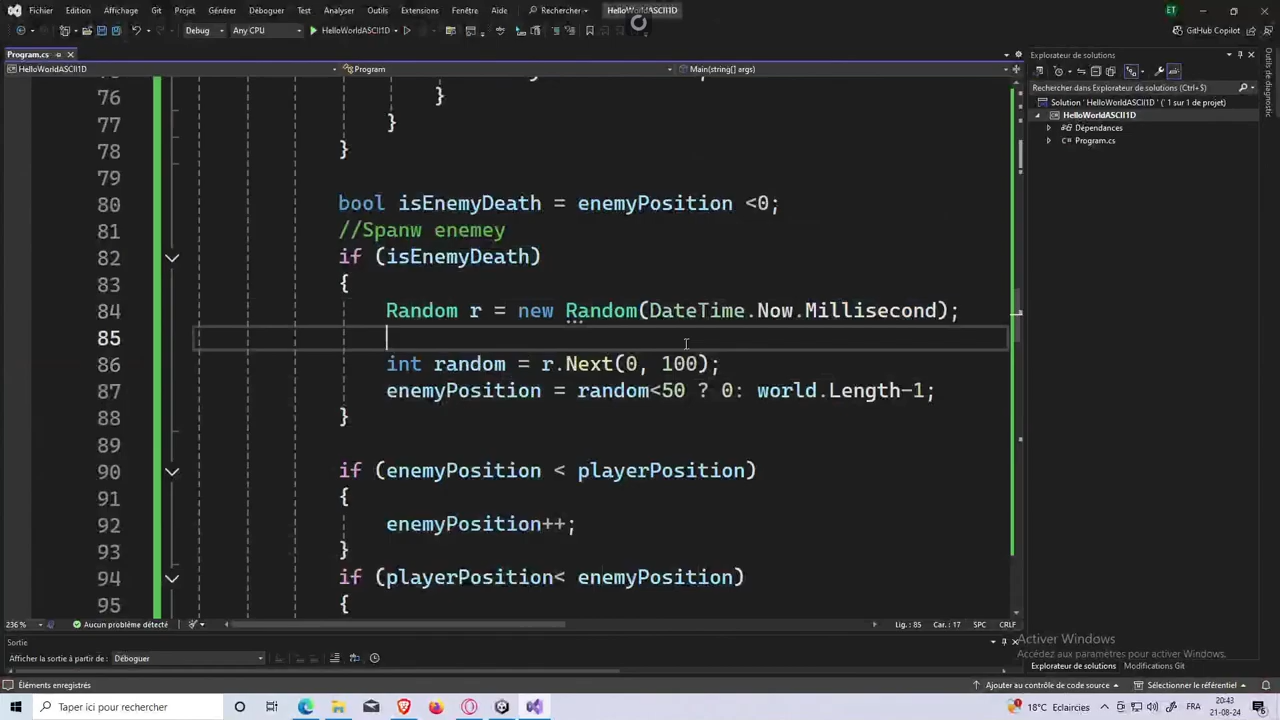 Fichier Edition Affichage Git Projet Générer Déboguer Test Analyser Outils Extensions Fenêtre Aide Rechercher HelloWorldASCII1D ET
Debug Any CPU HelloWorldASCII1D GitHub Copilot
Program.cs Explorateur de solutions
HelloWorldASCII1D Program Main(string[] args)
Rechercher dans Explorateur de solutions (Ctrl+$)
Solution 'HelloWorldASCII1D' (' 1 sur 1 de projet)
HelloWorldASCII1D
Dépendances
Program.cs
Outils de diagnostic
76 }
77 }
78 }
79
80 bool isEnemyDeath = enemyPosition <0;
81 //Spanw enemey
82 if (isEnemyDeath)
83 {
84 Random r = new Random(DateTime.Now.Millisecond);
85
86 int random = r.Next(0, 100);
87 enemyPosition = random<50 ? 0: world.Length-1;
88 }
89
90 if (enemyPosition < playerPosition)
91 {
92 enemyPosition++;
93 }
94 if (playerPosition< enemyPosition)
95 {
236 % Aucun problème détecté Lig. : 85 Car. : 17 SPC CRLF
Sortie
Afficher la sortie à partir de : Déboguer
Activer Windows
Accédez aux paramètres pour activer Windows.
Explorateur de solutions Modifications Git
Éléments enregistrés Ajouter au contrôle de code source Sélectionner le référentiel
Taper ici pour rechercher 18°C Eclaircies FRA 20:43
21-08-24